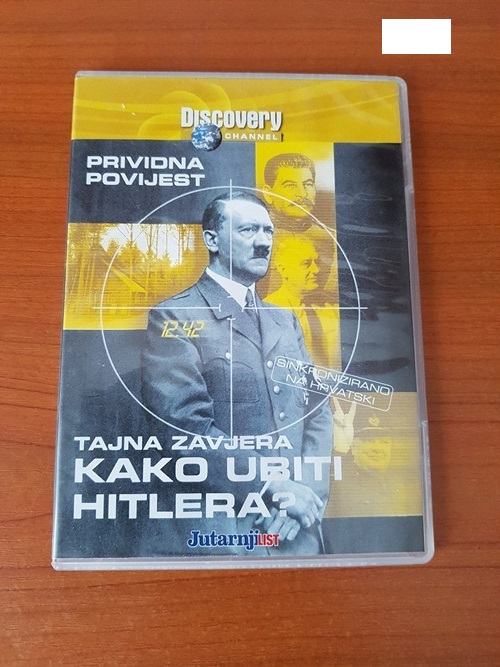 Discovery
CHANNEL
PRIVIDNA
POVIJEST
12:42
SINKRONIZIRANO
NA HRVATSKI
TAJNA ZAVJERA
KAKO UBITI
HITLERA?
Jutarnji LIST